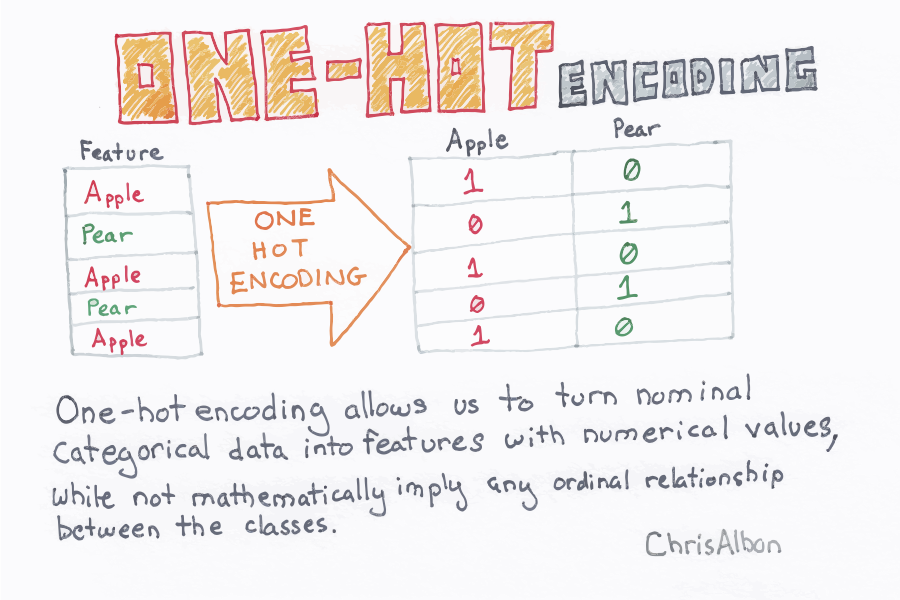 ONE-HOT ENCODING
Feature
Apple
Pear
Apple
Pear
Apple
ONE
HOT
ENCODING
Apple Pear
1 0
0 1
1 0
0 1
1 0
One-hot encoding allows us to turn nominal
categorical data into features with numerical values,
while not mathematically imply any ordinal relationship
between the classes.
ChrisAlbon